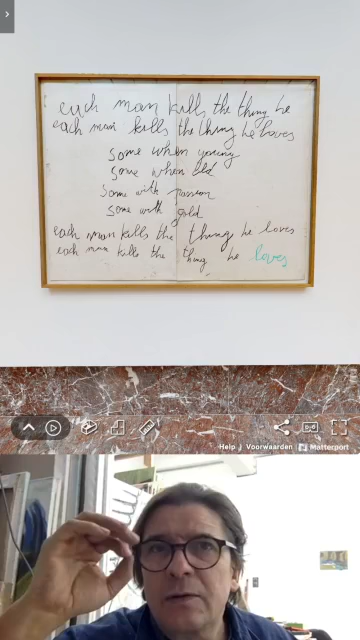 each man kills the thing he
each man kills the thing he loves
some when young
some when old
some with passion
some with gold
each man kills the thing he loves
each man kills the thing he loves
Help | Voorwaarden | Matterport